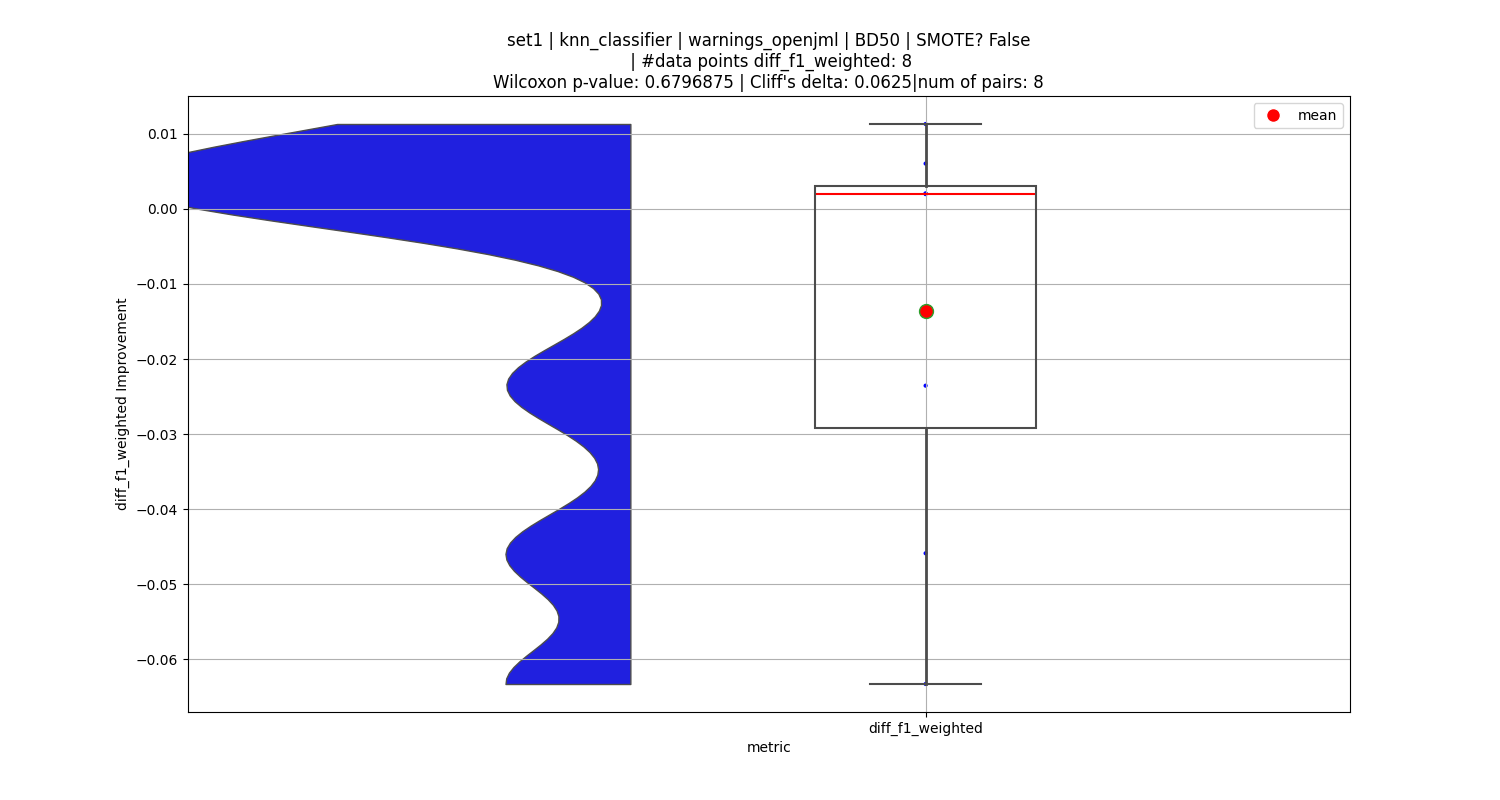 set1 | knn_classifier | warnings_openjml | BD50 | SMOTE? False
| #data points diff_f1_weighted: 8
Wilcoxon p-value: 0.6796875 | Cliff's delta: 0.0625|num of pairs: 8
mean
0.01
0.00
−0.01
−0.02
−0.03
−0.04
−0.05
−0.06
diff_f1_weighted Improvement
diff_f1_weighted
metric